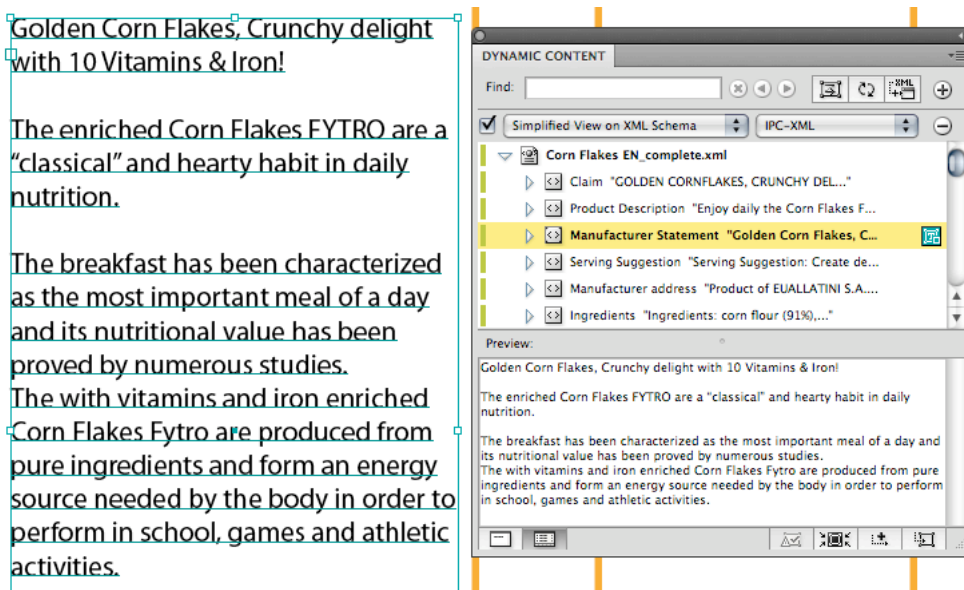 Golden Corn Flakes, Crunchy delight
with 10 Vitamins & Iron!
The enriched Corn Flakes FYTRO are a
“classical” and hearty habit in daily
nutrition.
The breakfast has been characterized
as the most important meal of a day
and its nutritional value has been
proved by numerous studies.
The with vitamins and iron enriched
Corn Flakes Fytro are produced from
pure ingredients and form an energy
source needed by the body in order to
perform in school, games and athletic
activities.
DYNAMIC CONTENT
Find:
XML
Simplified View on XML Schema
IPC-XML
Corn Flakes EN_complete.xml
Claim "GOLDEN CORNFLAKES, CRUNCHY DEL..."
Product Description "Enjoy daily the Corn Flakes F...
Manufacturer Statement "Golden Corn Flakes, C...
Serving Suggestion "Serving Suggestion: Create de...
Manufacturer address "Product of EUALLATINI S.A....
Ingredients "Ingredients: corn flour (91%),..."
Preview:
Golden Corn Flakes, Crunchy delight with 10 Vitamins & Iron!
The enriched Corn Flakes FYTRO are a “classical” and hearty habit in daily
nutrition.
The breakfast has been characterized as the most important meal of a day and
its nutritional value has been proved by numerous studies.
The with vitamins and iron enriched Corn Flakes Fytro are produced from pure
ingredients and form an energy source needed by the body in order to perform
in school, games and athletic activities.